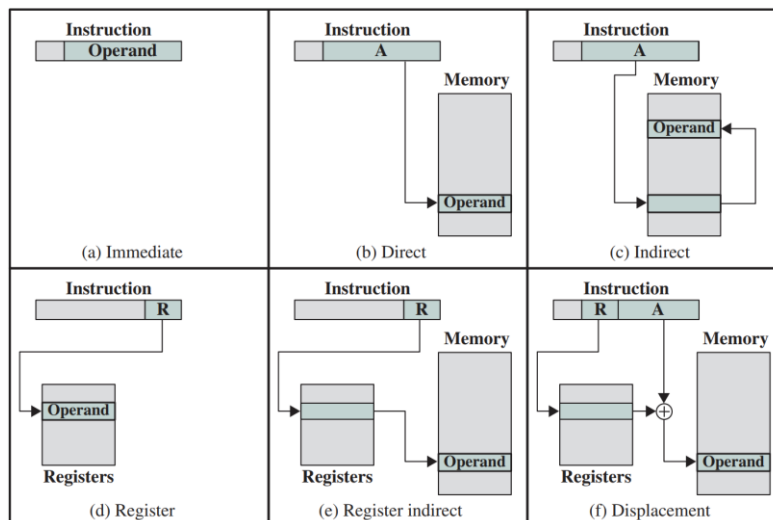 Instruction
Operand
(a) Immediate
Instruction
A
Memory
Operand
(b) Direct
Instruction
A
Memory
Operand
(c) Indirect
Instruction
R
Operand
Registers
(d) Register
Instruction
R
Memory
Operand
Registers
(e) Register indirect
Instruction
R A
Memory
Operand
Registers
(f) Displacement